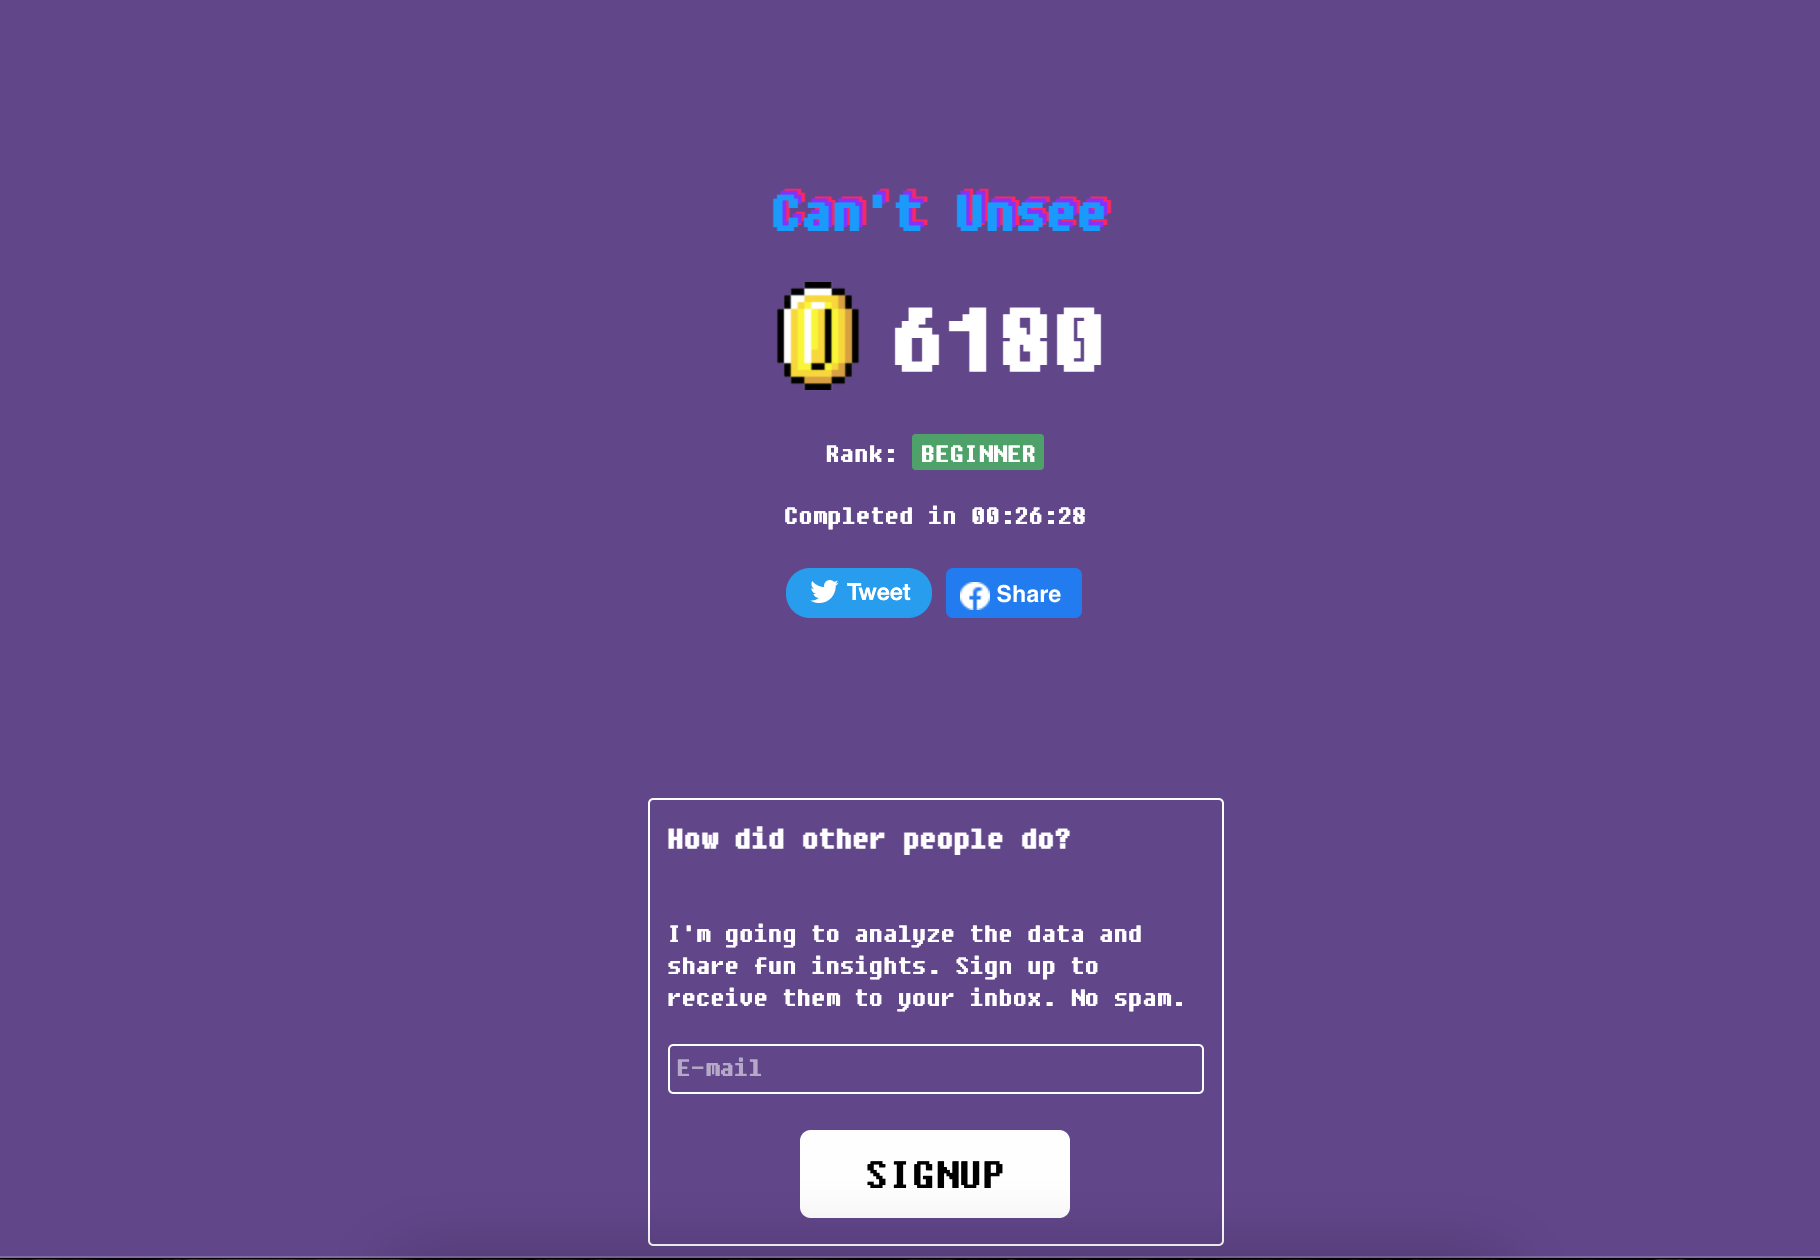 Can't Unsee
6180
Rank: BEGINNER
Completed in 00:26:28
Tweet Share
How did other people do?
I'm going to analyze the data and
share fun insights. Sign up to
receive them to your inbox. No spam.
E-mail
SIGNUP